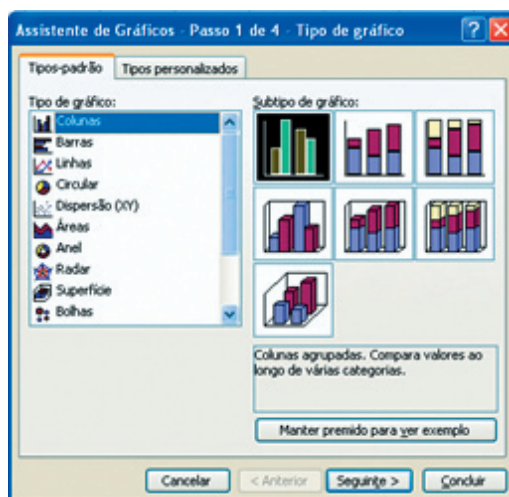 Assistente de Gráficos - Passo 1 de 4 - Tipo de gráfico
Tipos-padrão Tipos personalizados
Tipo de gráfico:
Colunas
Barras
Linhas
Circular
Dispersão (XY)
Áreas
Anel
Radar
Superfície
Bolhas
Subtipo de gráfico:
Colunas agrupadas. Compara valores ao
longo de várias categorias.
Manter premido para ver exemplo
Cancelar < Anterior Seguinte > Concluir